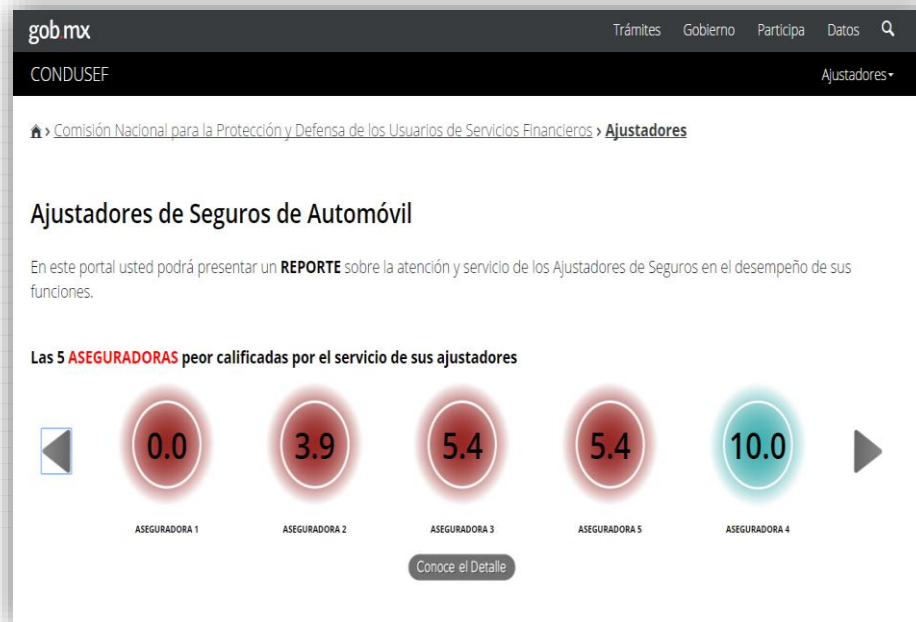 gob.mx
Trámites Gobierno Participa Datos
CONDUSEF
Ajustadores
› Comisión Nacional para la Protección y Defensa de los Usuarios de Servicios Financieros › Ajustadores
Ajustadores de Seguros de Automóvil
En este portal usted podrá presentar un REPORTE sobre la atención y servicio de los Ajustadores de Seguros en el desempeño de sus
funciones.
Las 5 ASEGURADORAS peor calificadas por el servicio de sus ajustadores
0.0 3.9 5.4 5.4 10.0
ASEGURADORA 1 ASEGURADORA 2 ASEGURADORA 3 ASEGURADORA 5 ASEGURADORA 4
Conoce el Detalle